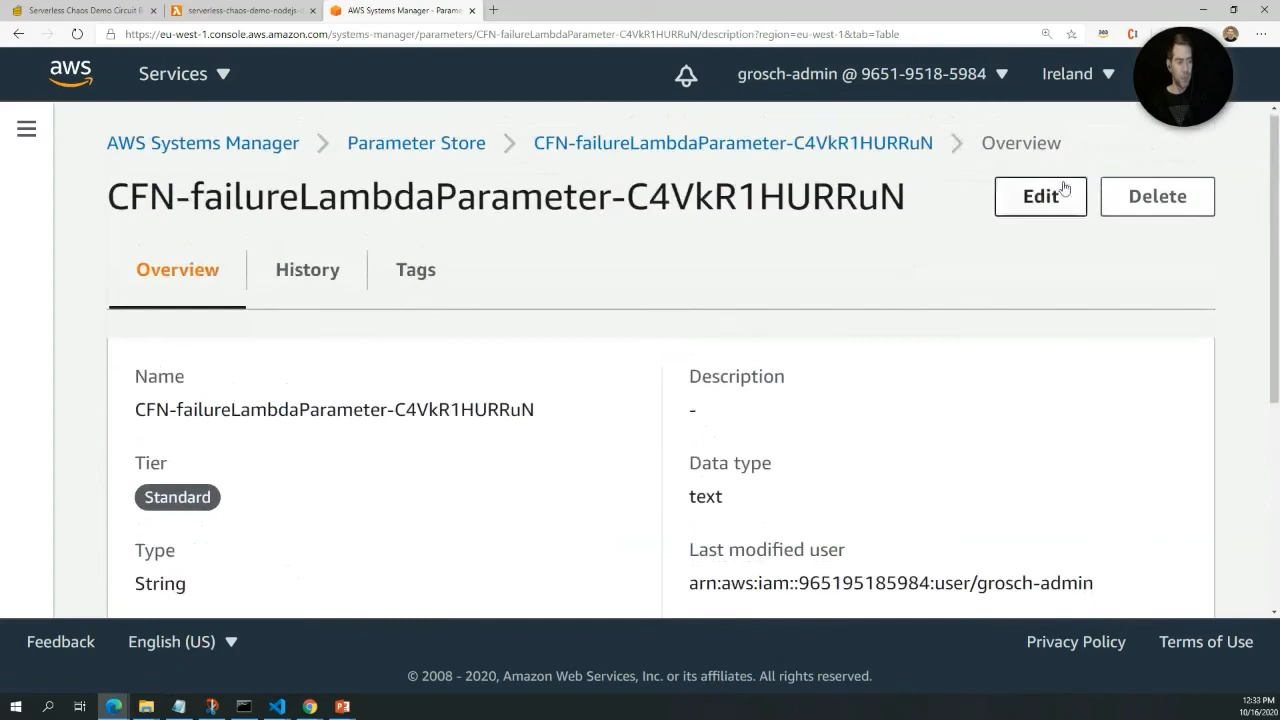 Serverless Chaos Demo Circuit B
serverless-chaos-demo-nodejs-d
AWS Systems Manager - Parame
https://eu-west-1.console.aws.amazon.com/systems-manager/parameters/CFN-failureLambdaParameter-C4VkR1HURRuN/description?region=eu-west-1&tab=Table
aws
Services
grosch-admin @ 9651-9518-5984
Ireland
AWS Systems Manager
Parameter Store
CFN-failureLambdaParameter-C4VkR1HURRuN
Overview
CFN-failureLambdaParameter-C4VkR1HURRuN
Edit
Delete
Overview
History
Tags
Name
CFN-failureLambdaParameter-C4VkR1HURRuN
Description
-
Tier
Standard
Data type
text
Type
String
Last modified user
arn:aws:iam::965195185984:user/grosch-admin
Feedback
English (US)
Privacy Policy
Terms of Use
© 2008 - 2020, Amazon Web Services, Inc. or its affiliates. All rights reserved.
12:33 PM
10/16/2020